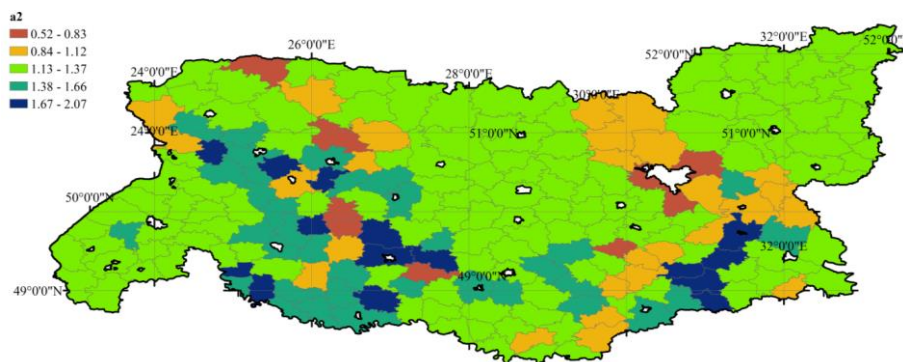 a2
0.52 - 0.83
0.84 - 1.12
1.13 - 1.37
1.38 - 1.66
1.67 - 2.07
26°0'0"E
32°0'0"E
52°0'0"N
52°0'0"N
24°0'0"E
28°0'0"E
30°0'0"E
24°0'0"E
51°0'0"N
51°0'0"N
50°0'0"N
32°0'0"E
49°0'0"N
49°0'0"N